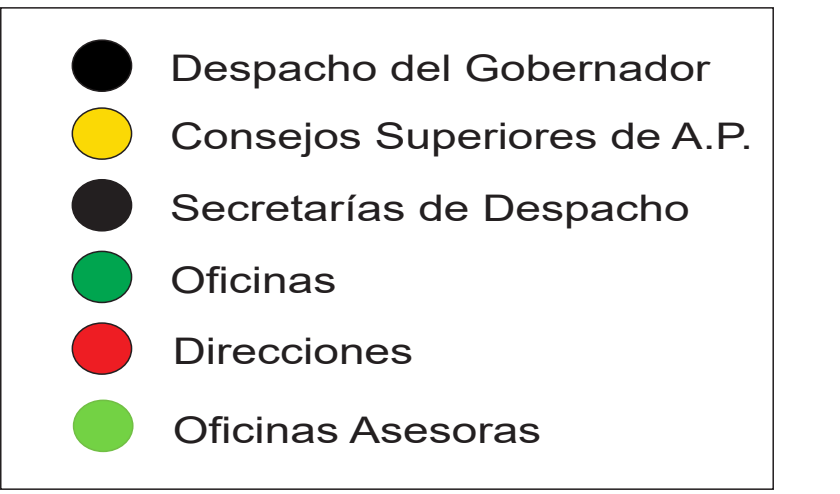 Despacho del Gobernador
Consejos Superiores de A.P.
Secretarías de Despacho
Oficinas
Direcciones
Oficinas Asesoras